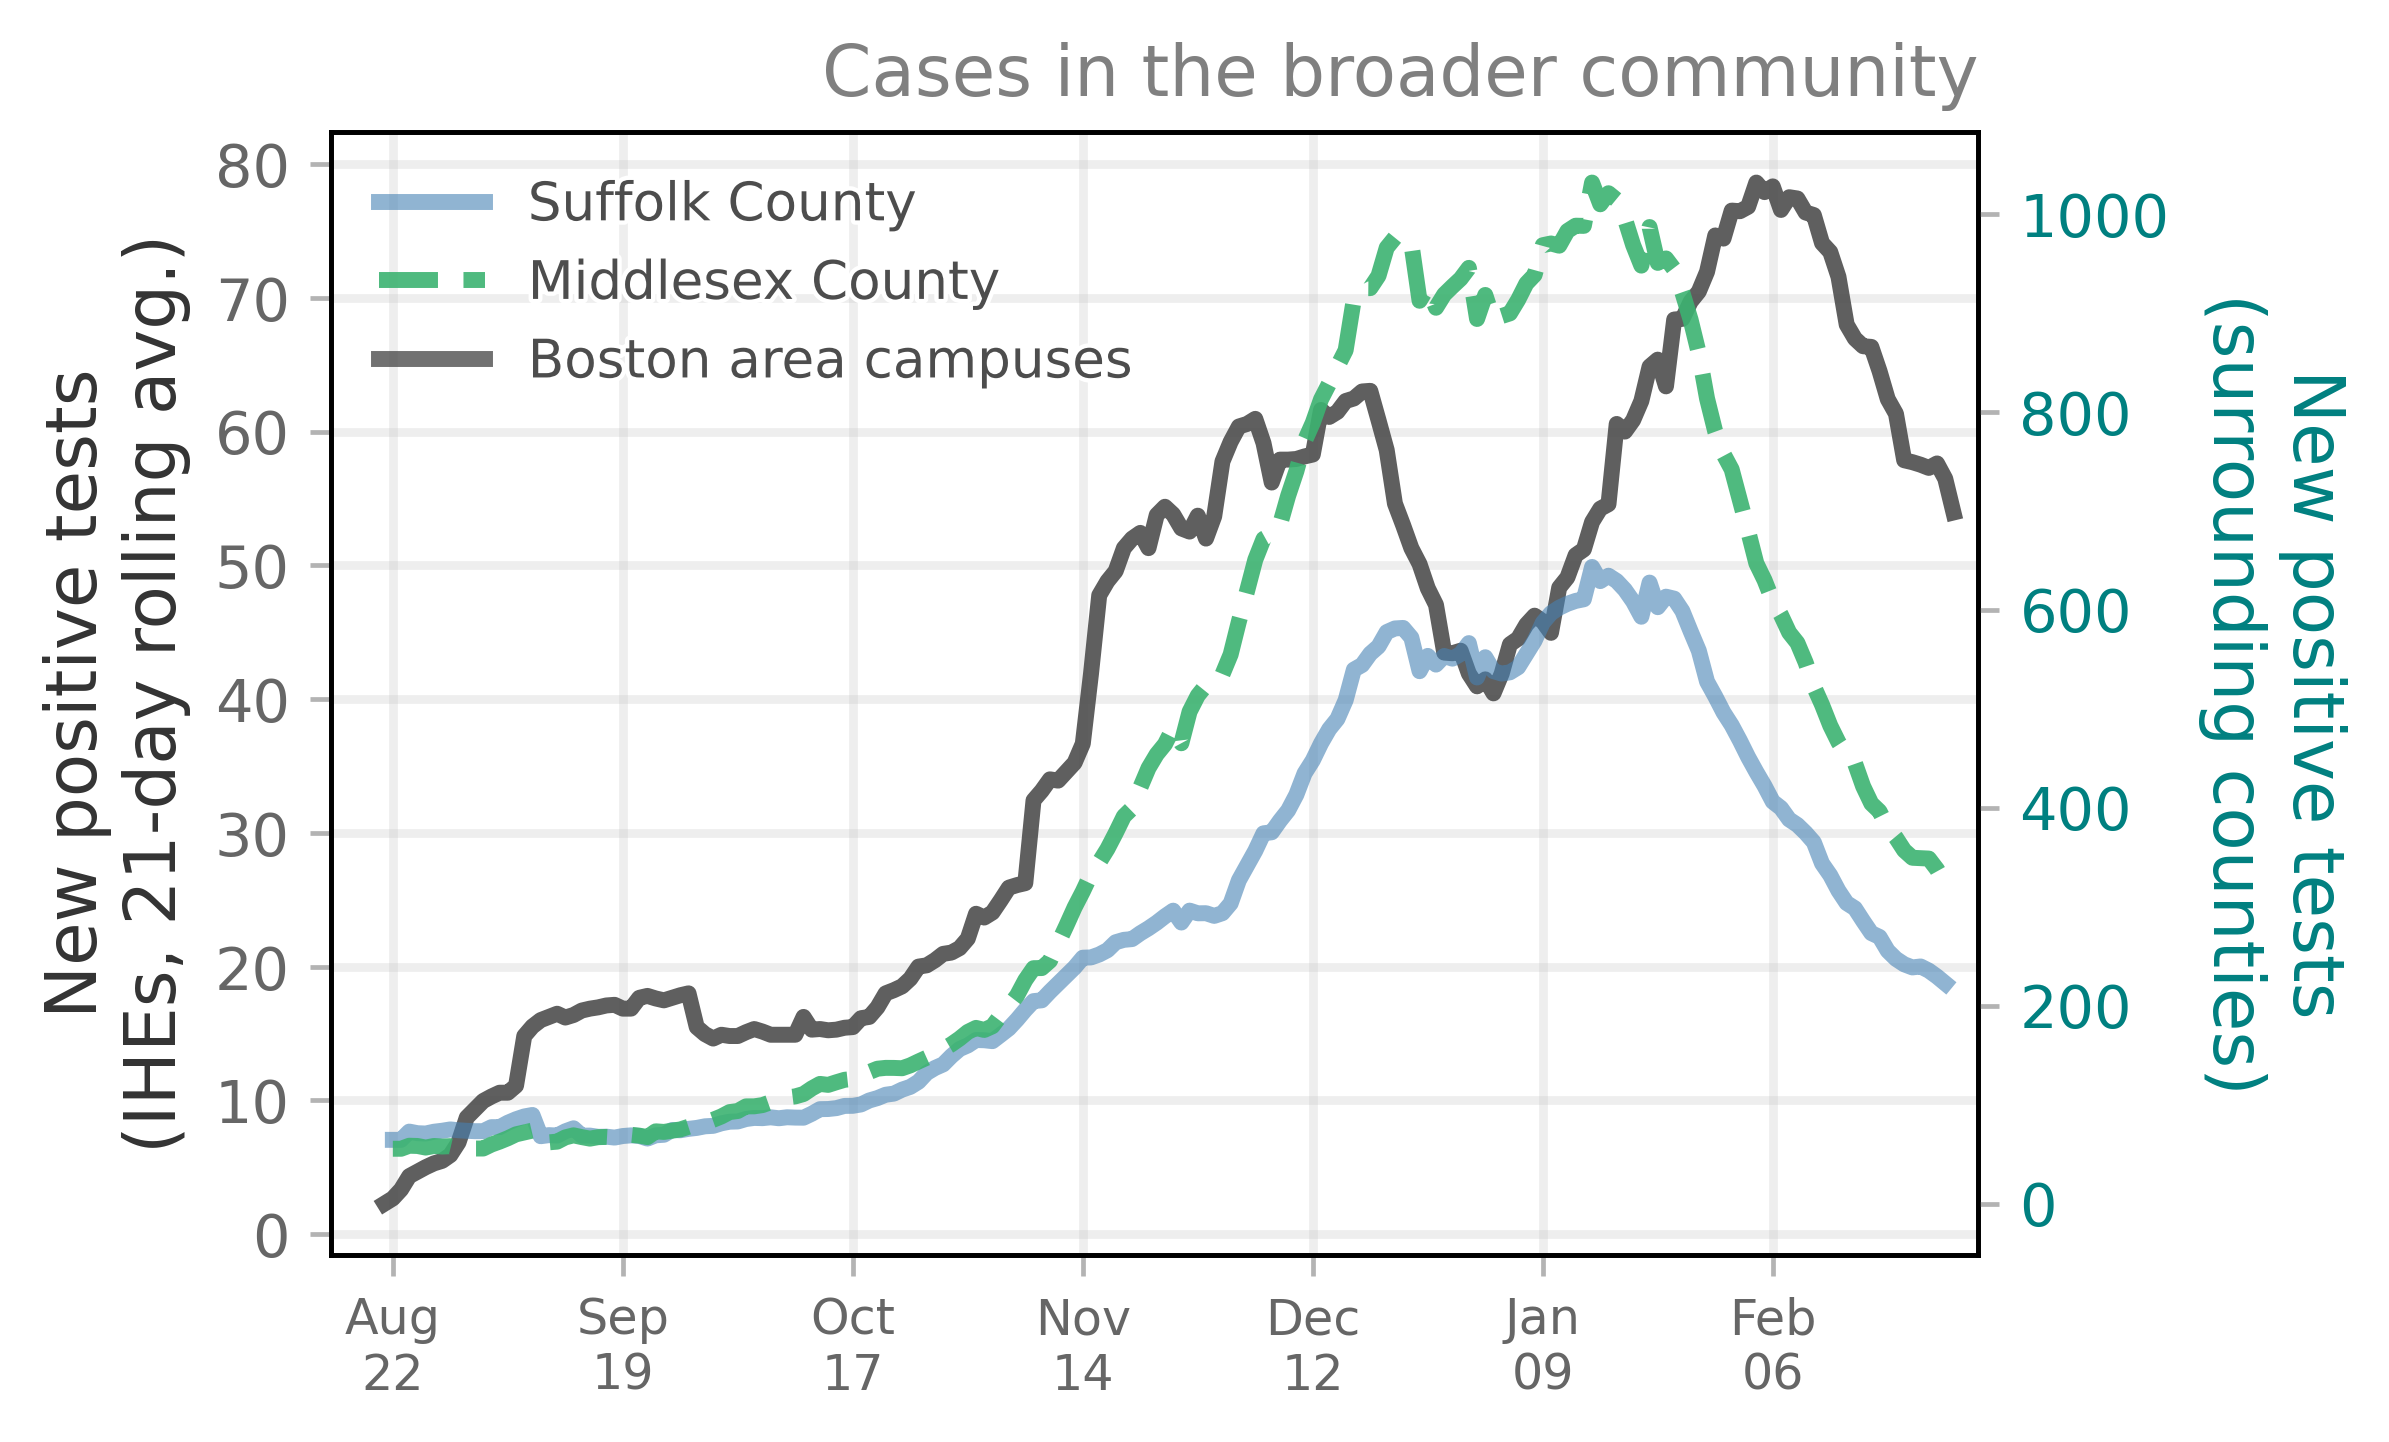 Cases in the broader community
New positive tests
(IHEs, 21-day rolling avg.)
80
70
60
50
40
30
20
10
0
Suffolk County
Middlesex County
Boston area campuses
1000
800
600
400
200
0
New positive tests
(surrounding counties)
Aug
22
Sep
19
Oct
17
Nov
14
Dec
12
Jan
09
Feb
06